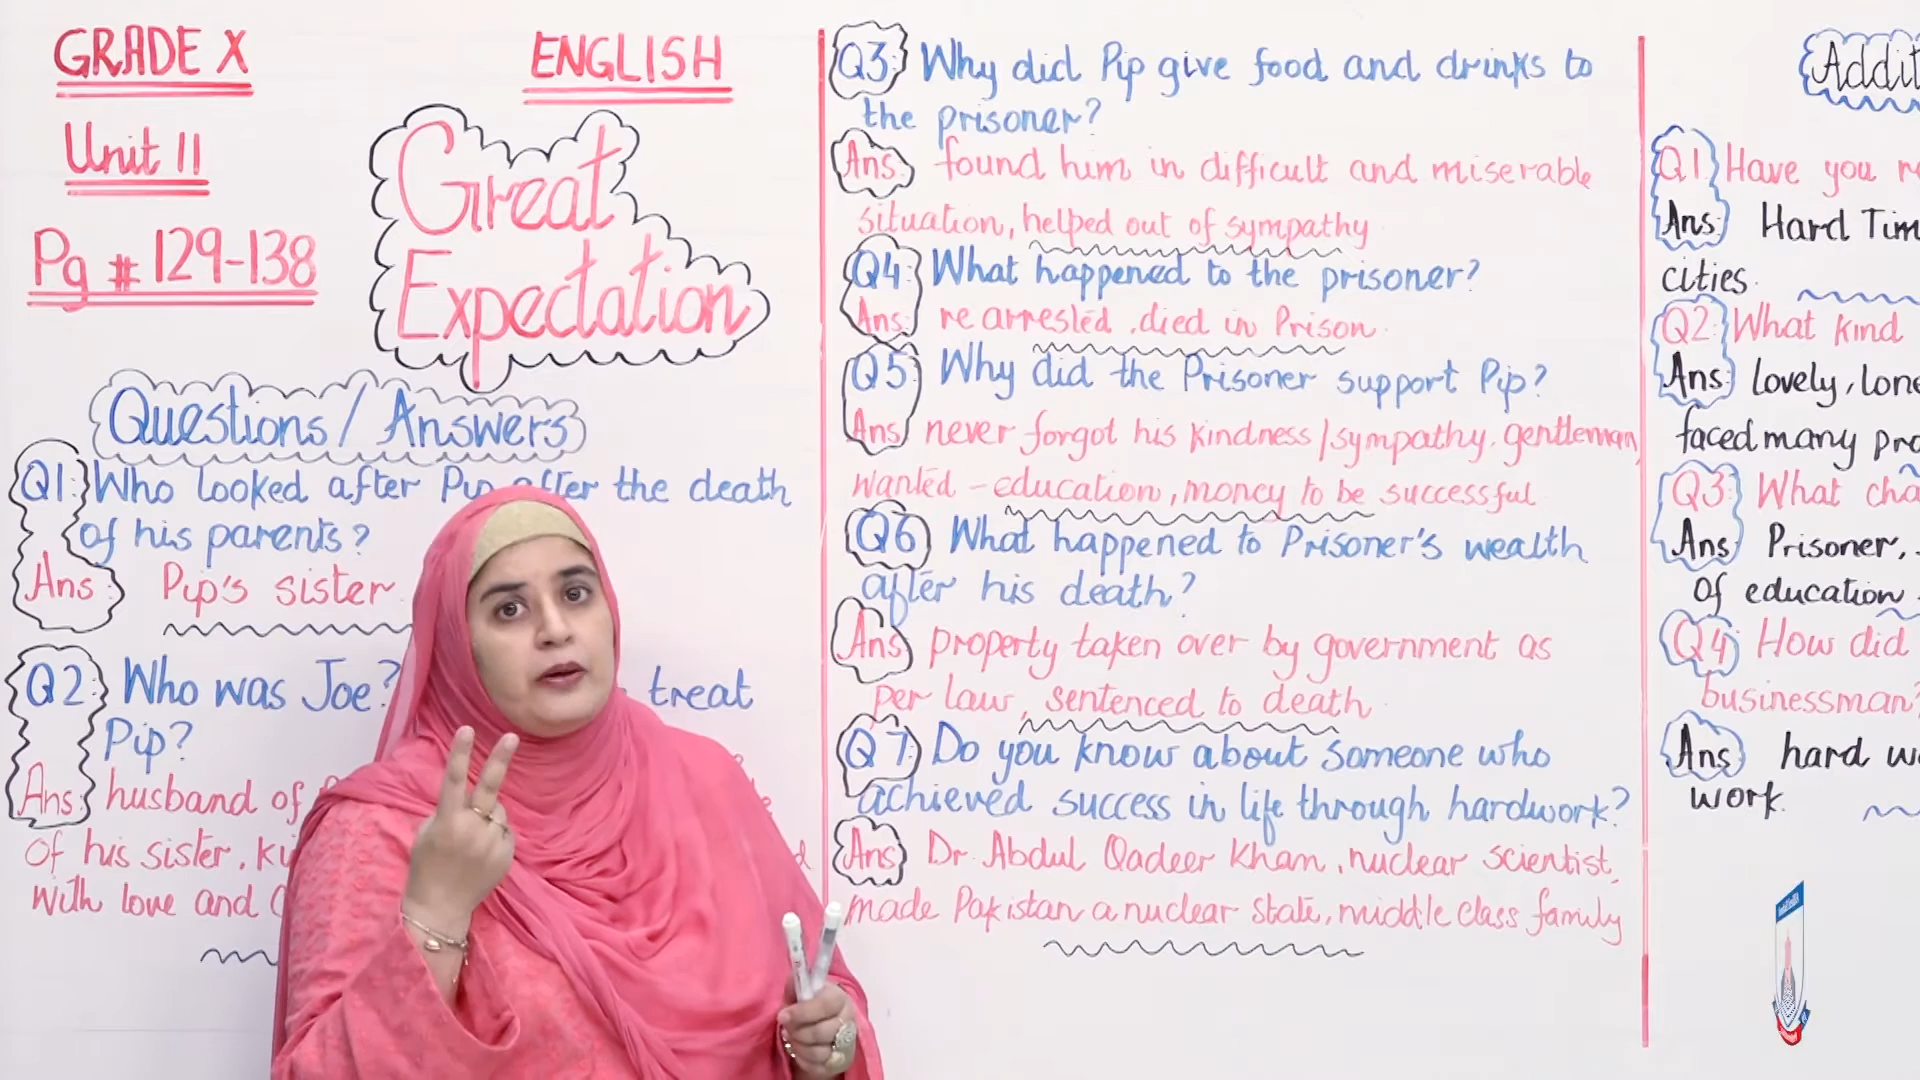 GRADE X
ENGLISH
Unit 11
Pg # 129-138
Great
Expectation
Questions / Answers
Q1: Who looked after Pip after the death
of his parents?
Ans Pip's sister
Q2: Who was Joe? treat
Pip?
Ans: husband of
of his sister.
with love and
Q3: Why did Pip give food and drinks to
the prisoner?
Ans: found him in difficult and miserable
situation, helped out of sympathy
Q4: What happened to the prisoner?
Ans: re arrested .died in Prison.
Q5: Why did the Prisoner support Pip?
Ans: never forgot his kindness/sympathy. gentleman,
wanted - education, money to be successful
Q6: What happened to Prisoner's wealth
after his death?
Ans property taken over by government as
per law, sentenced to death.
Q7: Do you know about someone who
achieved success in life through hardwork?
Ans: Dr. Abdul Qadeer Khan, nuclear scientist,
made Pakistan a nuclear state, middle class family
Q1: Have you
Ans: Hard
cities.
Q2: What kind
Ans: lovely,
faced many
Q3: What
Ans: Prisoner,
of education
Q4: How did
businessman?
Ans: hard
work.